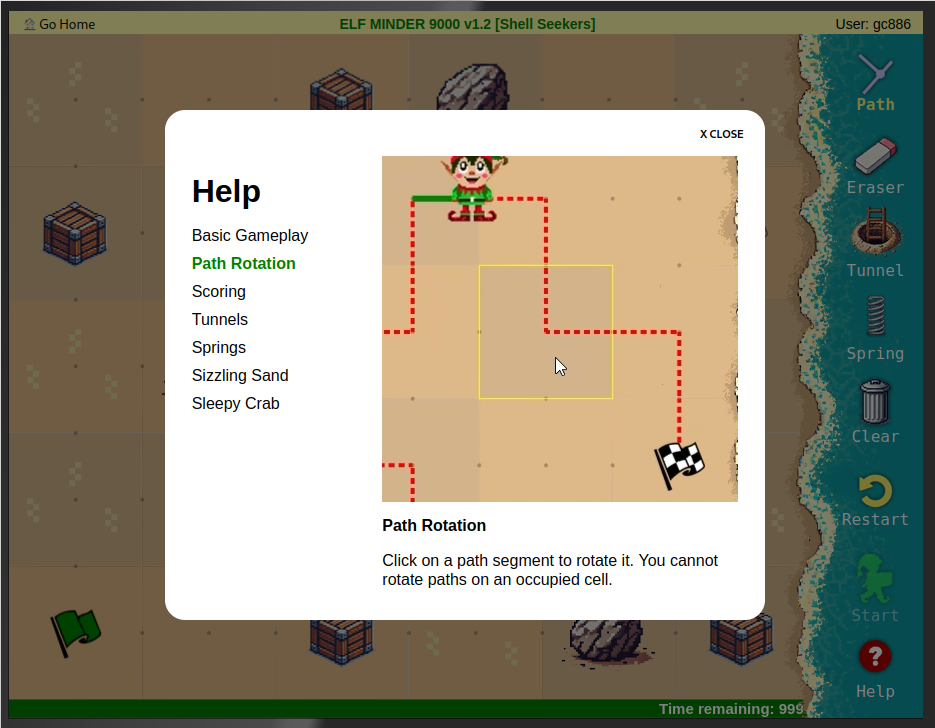 Go Home
ELF MINDER 9000 v1.2 [Shell Seekers]
User: gc886
X CLOSE
Help
Basic Gameplay
Path Rotation
Scoring
Tunnels
Springs
Sizzling Sand
Sleepy Crab
Path Rotation
Click on a path segment to rotate it. You cannot
rotate paths on an occupied cell.
Path
Eraser
Tunnel
Spring
Clear
Restart
Start
?
Help
Time remaining: 999